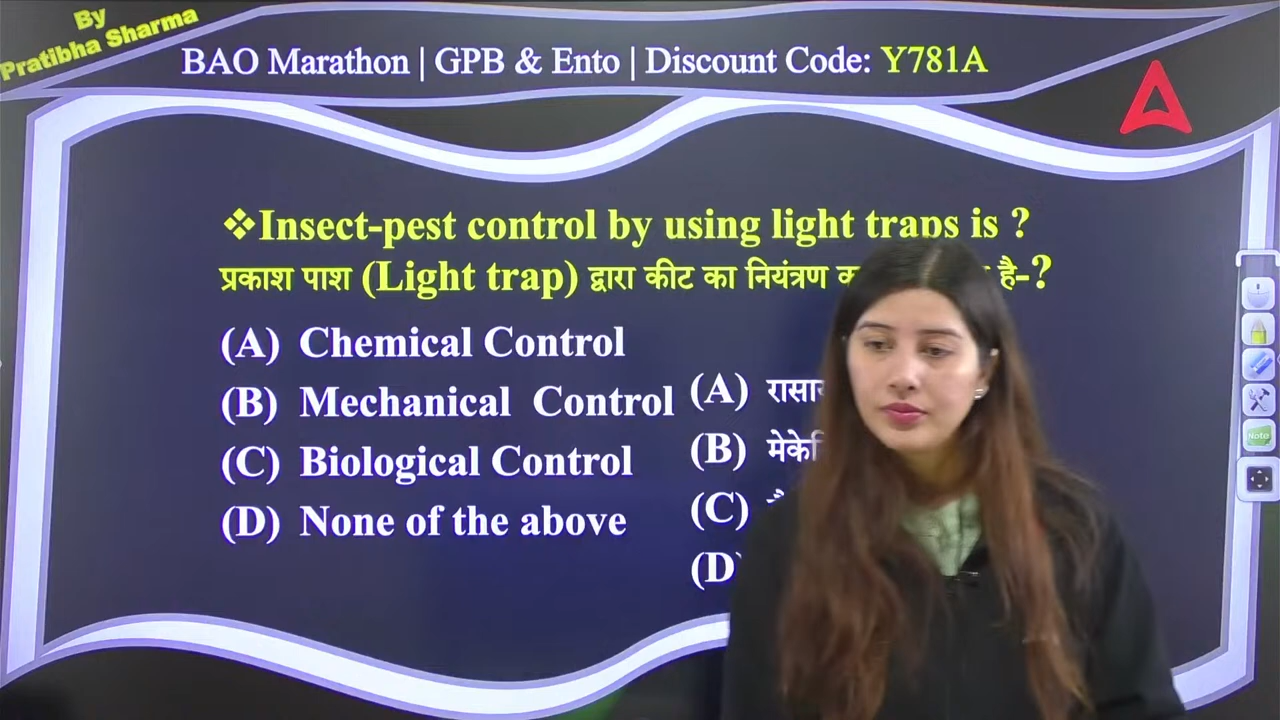 By
Pratibha Sharma
BAO Marathon | GPB & Ento | Discount Code: Y781A
❖Insect-pest control by using light traps is ?
प्रकाश पाश (Light trap) द्वारा कीट का नियंत्रण है-?
(A) Chemical Control
(B) Mechanical Control
(C) Biological Control
(D) None of the above
(A)
(B)
(C)
(D)
Note